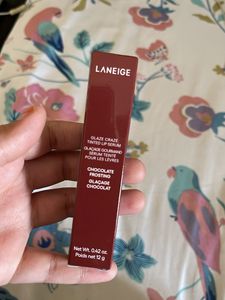 LANEIGE
GLAZE CRAZE
TINTED LIP SERUM
GLAÇAGE GOURMAND
SÉRUM TEINTÉ
POUR LES LÈVRES
CHOCOLATE
FROSTING
GLAÇAGE
CHOCOLAT
Net Wt. 0.42 oz.
Poids net 12 g